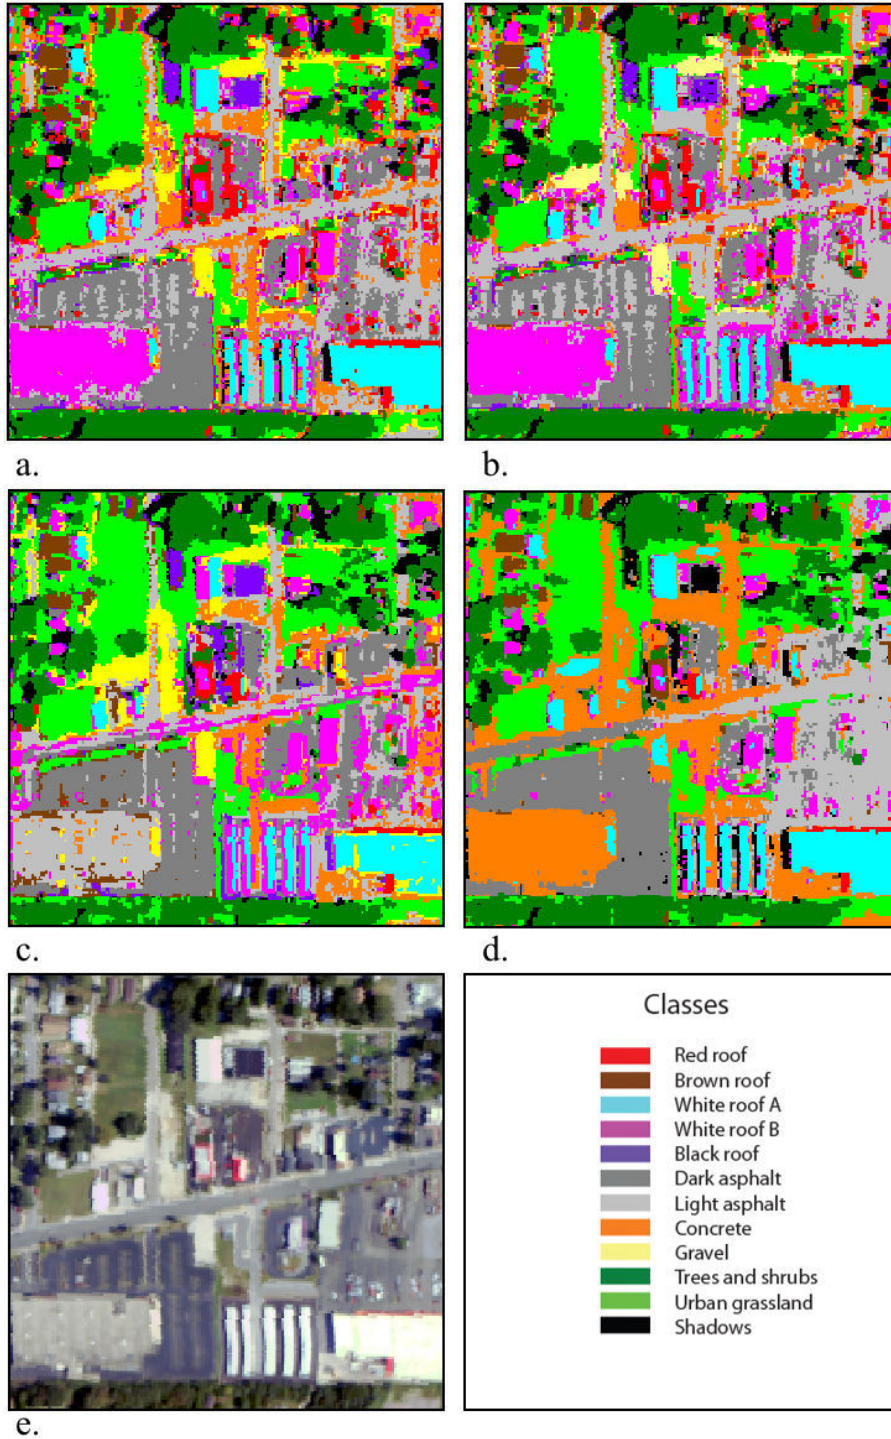 a.
b.
c.
d.
e.
Classes
Red roof
Brown roof
White roof A
White roof B
Black roof
Dark asphalt
Light asphalt
Concrete
Gravel
Trees and shrubs
Urban grassland
Shadows